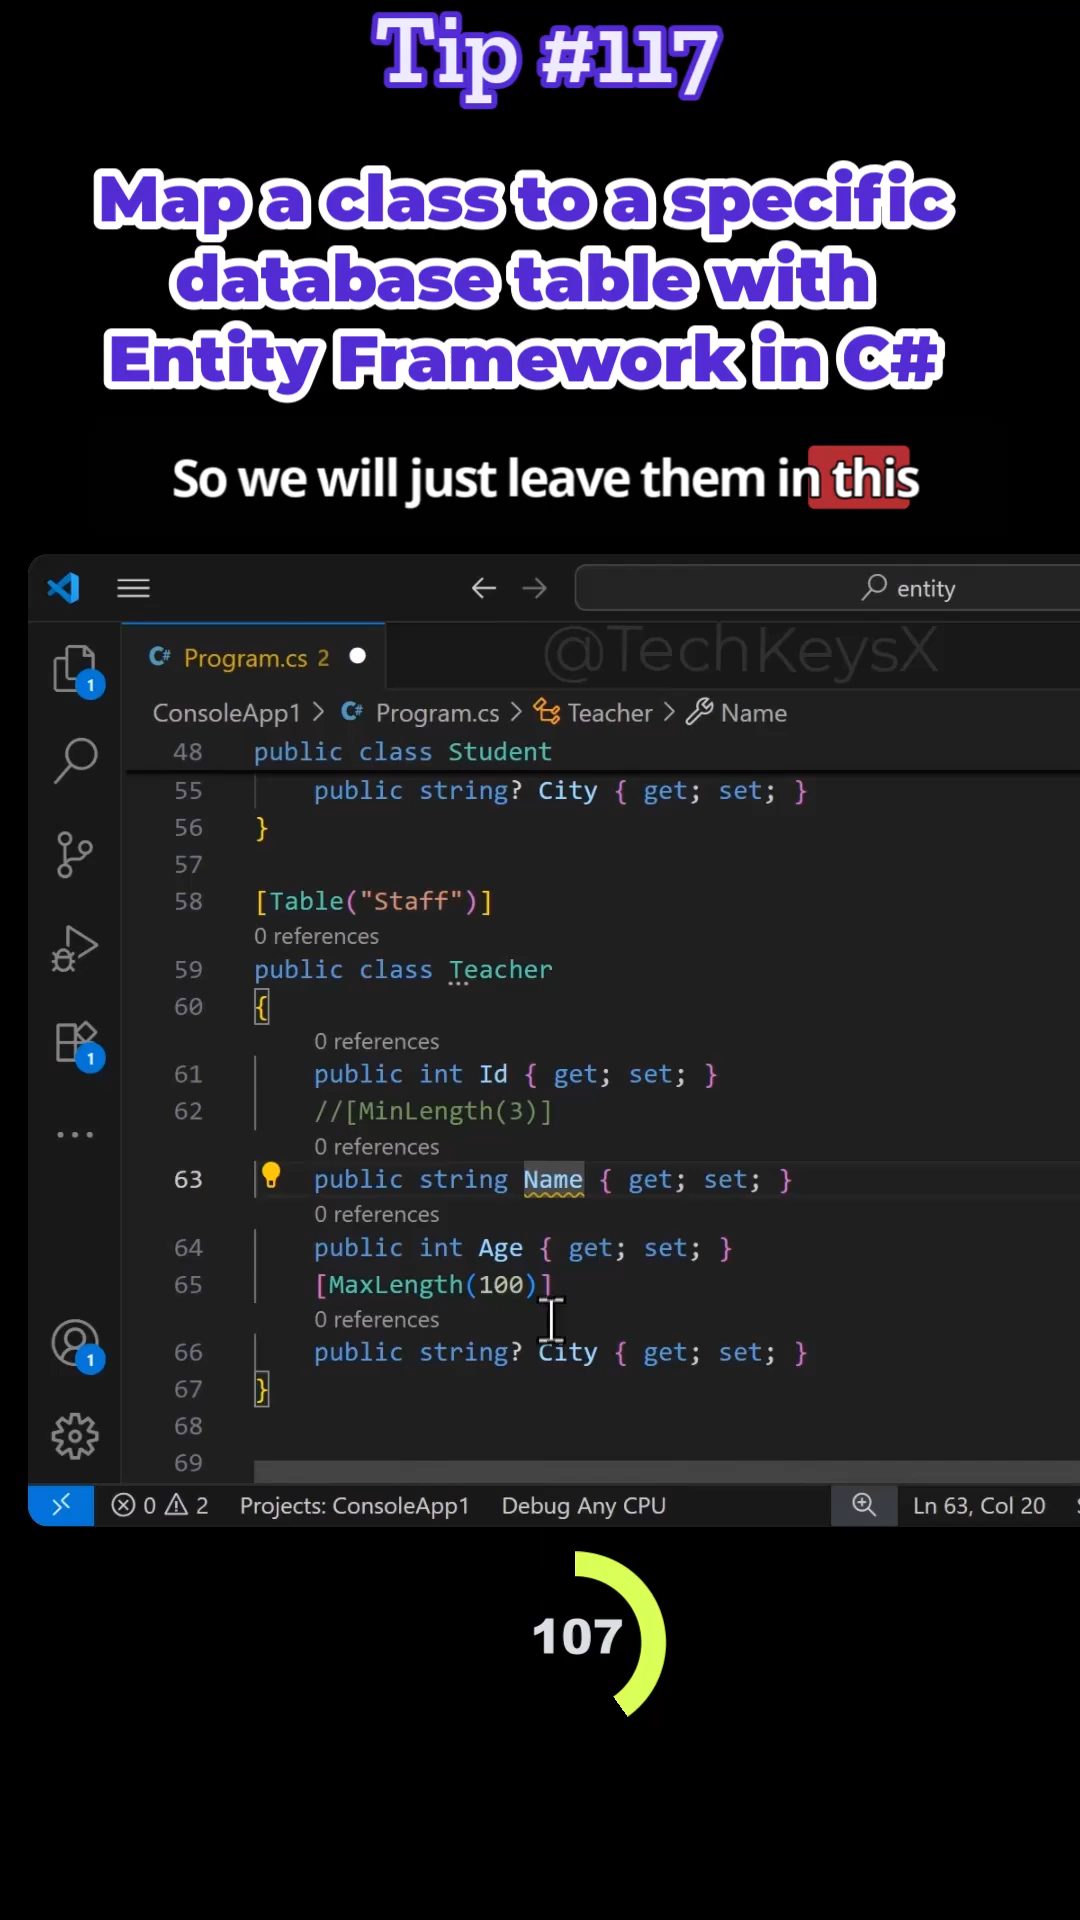 Tip #117
Map a class to a specific
database table with
Entity Framework in C#
So we will just leave them in this
entity
C# Program.cs 2
@TechKeysX
1
ConsoleApp1 > C# Program.cs > Teacher > Name
48 public class Student
55 public string? City { get; set; }
56 }
57
58 [Table("Staff")]
0 references
59 public class Teacher
60 {
0 references
61 public int Id { get; set; }
1
62 //[MinLength(3)]
0 references
63 public string Name { get; set; }
0 references
64 public int Age { get; set; }
65 [MaxLength(100)]
0 references
66 public string? City { get; set; }
1
67 }
68
69
0 2 Projects: ConsoleApp1 Debug Any CPU Ln 63, Col 20
107